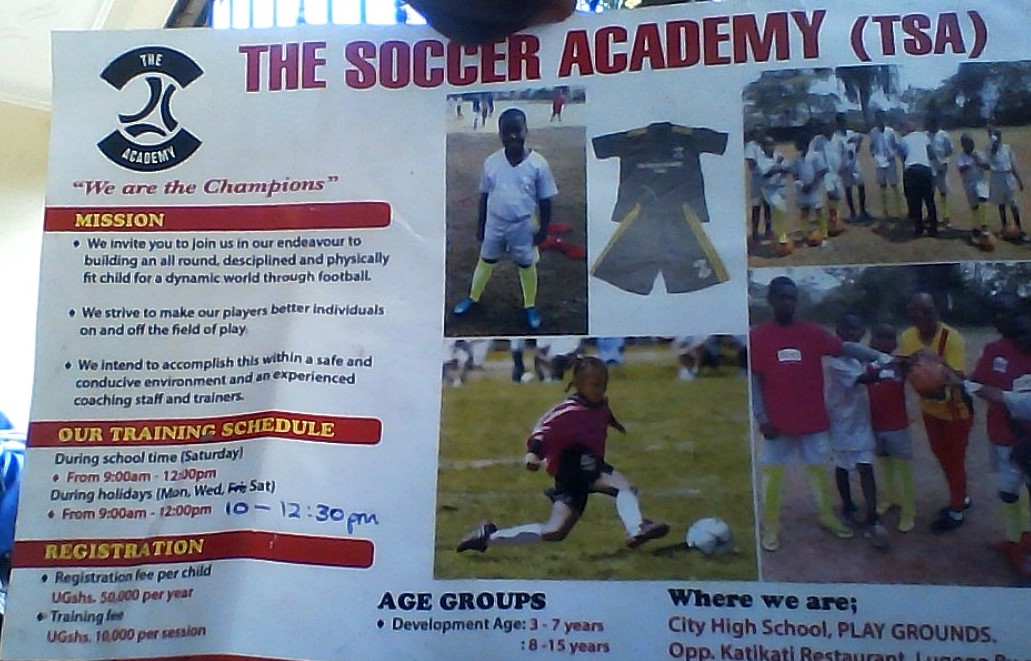 THE SOCCER ACADEMY (TSA)
THE
ACADEMY
"We are the Champions"
MISSION
• We invite you to join us in our endeavour to
building an all round, desciplined and physically
fit child for a dynamic world through football.
• We strive to make our players better individuals
on and off the field of play.
• We intend to accomplish this within a safe and
conducive environment and an experienced
coaching staff and trainers.
OUR TRAINING SCHEDULE
During school time (Saturday)
• From 9:00am - 12:00pm
During holidays (Mon, Wed, Fri Sat)
• From 9:00am - 12:00pm 10 - 12:30pm
REGISTRATION
• Registration fee per child
UGshs. 50,000 per year
• Training fee
UGshs. 10,000 per session
AGE GROUPS
• Development Age: 3 - 7 years
: 8 -15 years
Where we are;
City High School, PLAY GROUNDS.
Opp. Katikati Restaurant, Lugogo